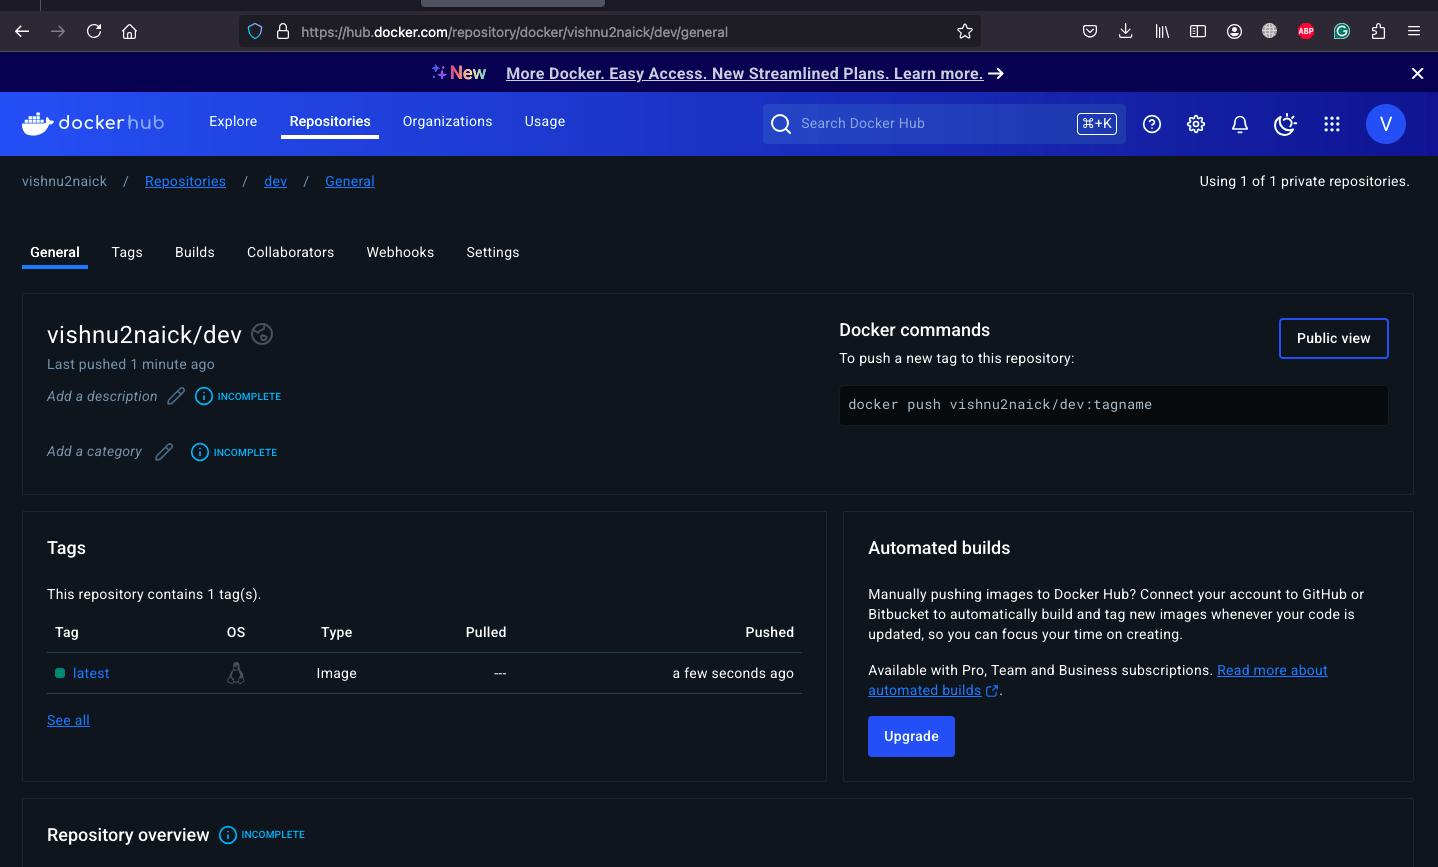 https://hub.docker.com/repository/docker/vishnu2naick/dev/general
ABP
G
New More Docker. Easy Access. New Streamlined Plans. Learn more.
dockerhub Explore Repositories Organizations Usage Search Docker Hub ⌘+K V
vishnu2naick / Repositories / dev / General Using 1 of 1 private repositories.
General Tags Builds Collaborators Webhooks Settings
vishnu2naick/dev
Last pushed 1 minute ago
Add a description INCOMPLETE
Add a category INCOMPLETE
Docker commands
To push a new tag to this repository:
Public view
docker push vishnu2naick/dev:tagname
Tags
This repository contains 1 tag(s).
Tag OS Type Pulled Pushed
latest Image --- a few seconds ago
See all
Automated builds
Manually pushing images to Docker Hub? Connect your account to GitHub or
Bitbucket to automatically build and tag new images whenever your code is
updated, so you can focus your time on creating.
Available with Pro, Team and Business subscriptions. Read more about
automated builds .
Upgrade
Repository overview INCOMPLETE